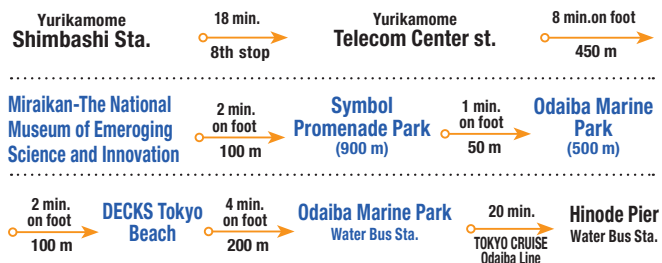 Yurikamome
Shimbashi Sta.
18 min.
8th stop
Yurikamome
Telecom Center st.
8 min.on foot
450 m
Miraikan-The National
Museum of Emeroging
Science and Innovation
2 min.
on foot
100 m
Symbol
Promenade Park
(900 m)
1 min.
on foot
50 m
Odaiba Marine
Park
(500 m)
2 min.
on foot
100 m
DECKS Tokyo
Beach
4 min.
on foot
200 m
Odaiba Marine Park
Water Bus Sta.
20 min.
TOKYO CRUISE
Odaiba Line
Hinode Pier
Water Bus Sta.